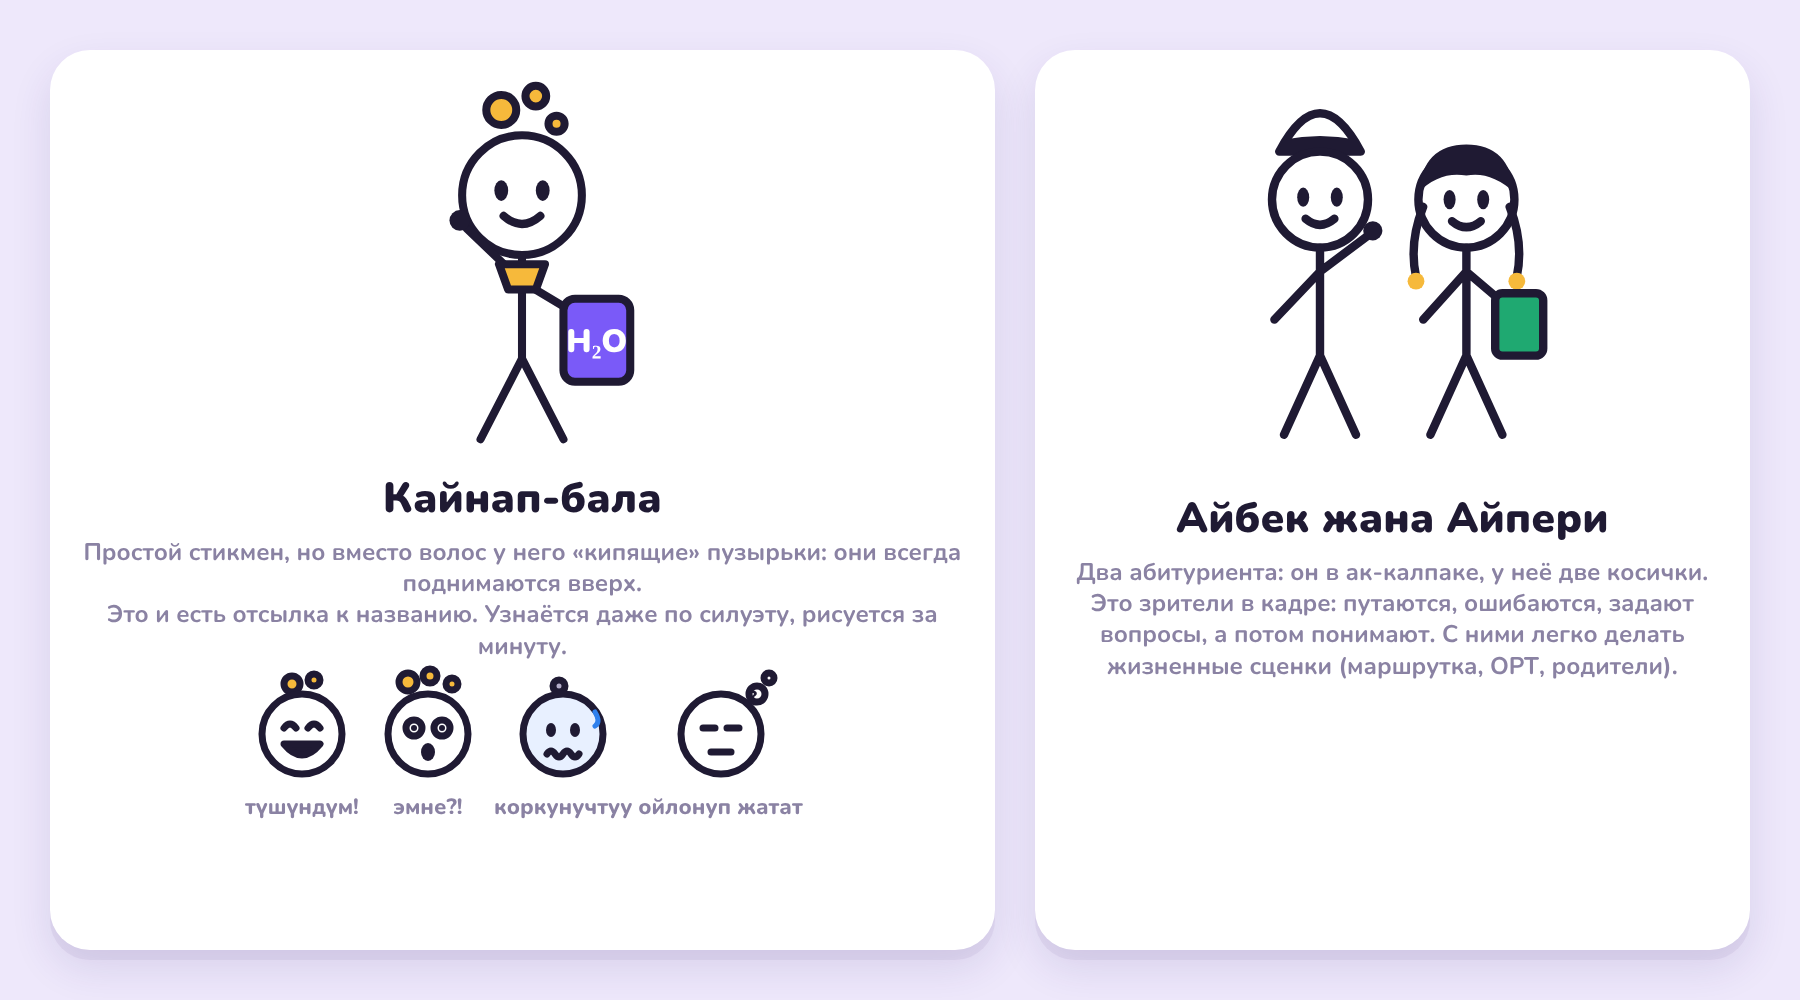 H₂O
Кайнап-бала
Простой стикмен, но вместо волос у него «кипящие» пузырьки: они всегда
поднимаются вверх.
Это и есть отсылка к названию. Узнаётся даже по силуэту, рисуется за
минуту.
түшүндүм!
эмне?!
коркунучтуу
ойлонуп жатат
Айбек жана Айпери
Два абитуриента: он в ак-калпаке, у неё две косички.
Это зрители в кадре: путаются, ошибаются, задают
вопросы, а потом понимают. С ними легко делать
жизненные сценки (маршрутка, ОРТ, родители).